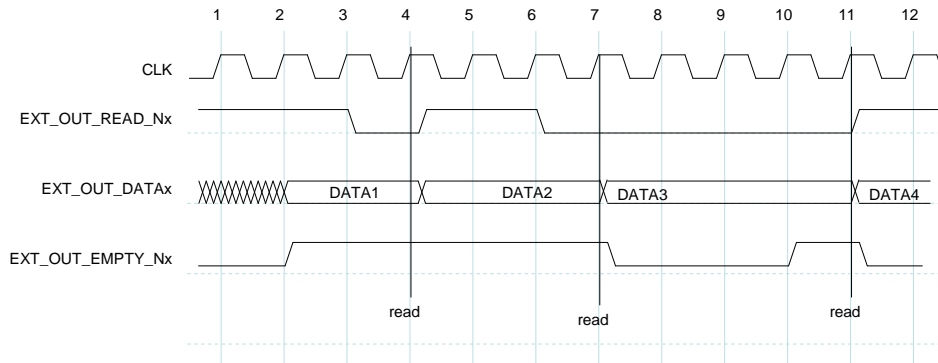 1 2 3 4 5 6 7 8 9 10 11 12
CLK
EXT_OUT_READ_Nx
EXT_OUT_DATAx DATA1 DATA2 DATA3 DATA4
EXT_OUT_EMPTY_Nx
read read read